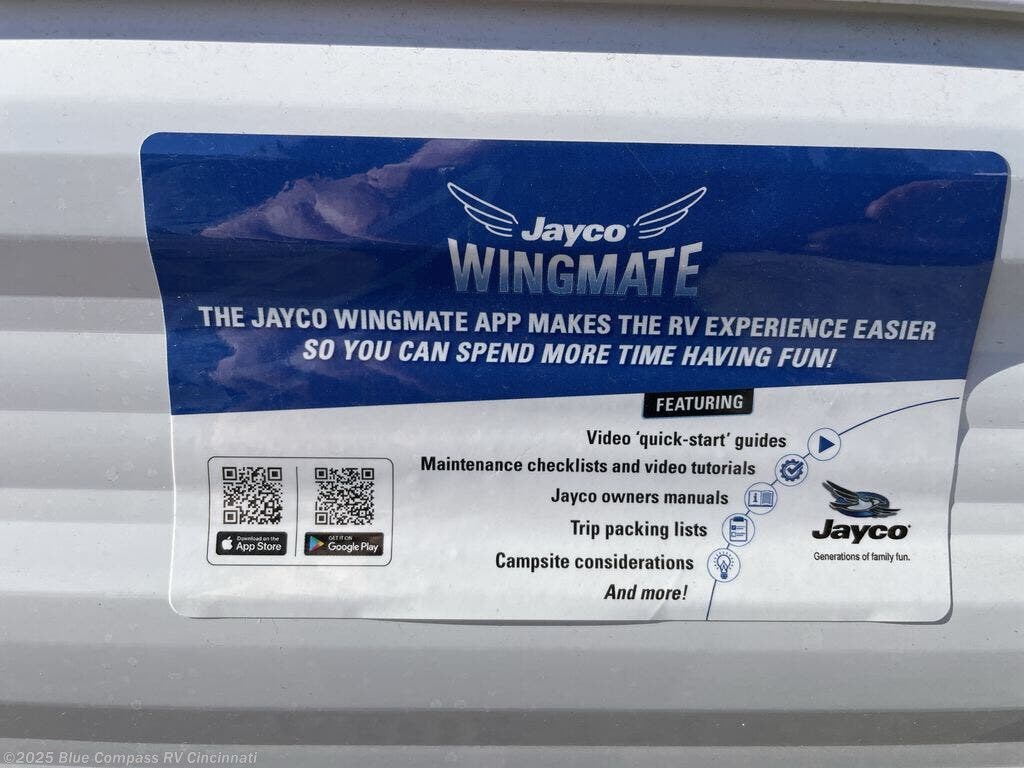 Jayco
WINGMATE
THE JAYCO WINGMATE APP MAKES THE RV EXPERIENCE EASIER
SO YOU CAN SPEND MORE TIME HAVING FUN!
FEATURING
Video ‘quick-start’ guides
Maintenance checklists and video tutorials
Jayco owners manuals
Trip packing lists
Campsite considerations
And more!
Download on the
App Store
GET IT ON
Google Play
Jayco
Generations of family fun.
©2025 Blue Compass RV Cincinnati